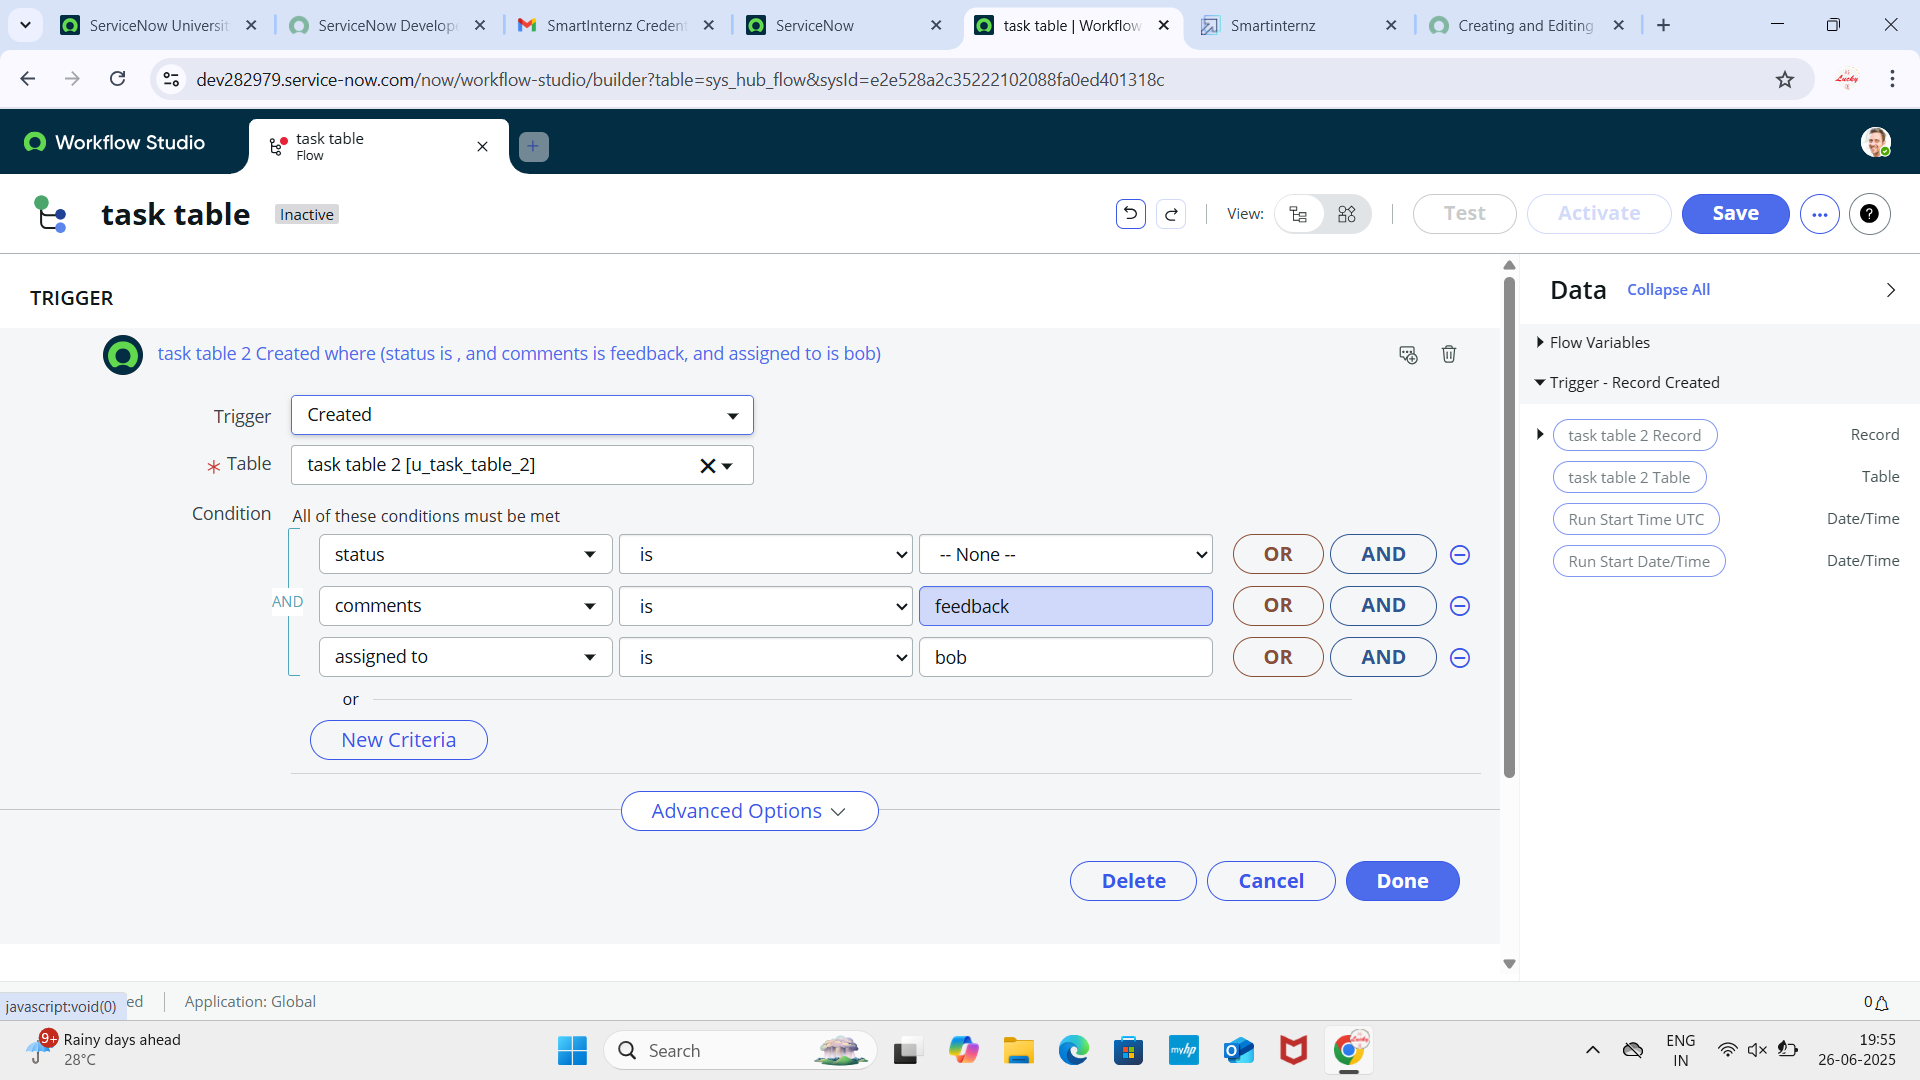 ServiceNow Universit
ServiceNow Develope
SmartInternz Creden
ServiceNow
task table | Workflow
Smartinternz
Creating and Editing
dev282979.service-now.com/now/workflow-studio/builder?table=sys_hub_flow&sysId=e2e528a2c35222102088fa0ed401318c
Lucky
Workflow Studio
task table
Flow
task table
Inactive
View:
Test
Activate
Save
TRIGGER
Data
Collapse All
task table 2 Created where (status is , and comments is feedback, and assigned to is bob)
Flow Variables
Trigger - Record Created
Trigger
Created
Table
task table 2 [u_task_table_2]
task table 2 Record
Record
task table 2 Table
Table
Condition
All of these conditions must be met
Run Start Time UTC
Date/Time
status
is
-- None --
OR
AND
Run Start Date/Time
Date/Time
AND
comments
is
feedback
OR
AND
assigned to
is
bob
OR
AND
or
New Criteria
Advanced Options
Delete
Cancel
Done
javascript:void(0)
ed
Application: Global
0
9+
Rainy days ahead
28°C
Search
myhp
ENG
IN
19:55
26-06-2025